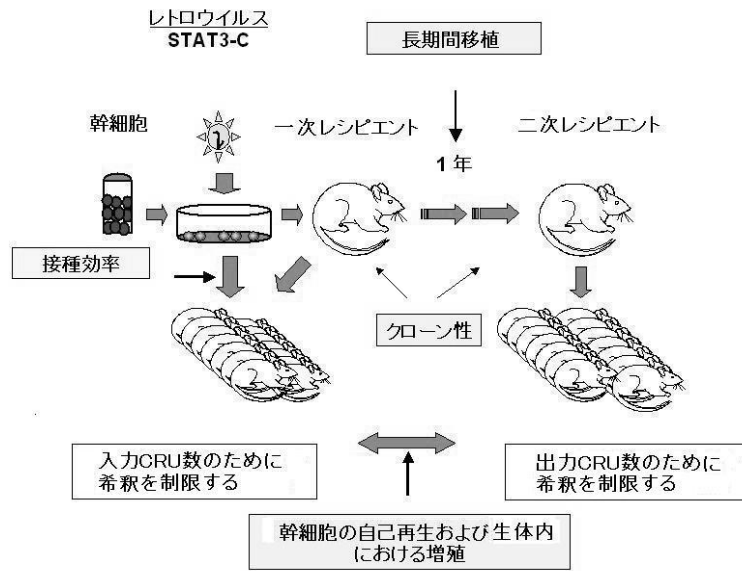 レトロウイルス
STAT3-C
長期間移植
幹細胞
一次レシピエント
二次レシピエント
1年
接種効率
クローン性
入力CRU数のために
希釈を制限する
出力CRU数のために
希釈を制限する
幹細胞の自己再生および生体内
における増殖